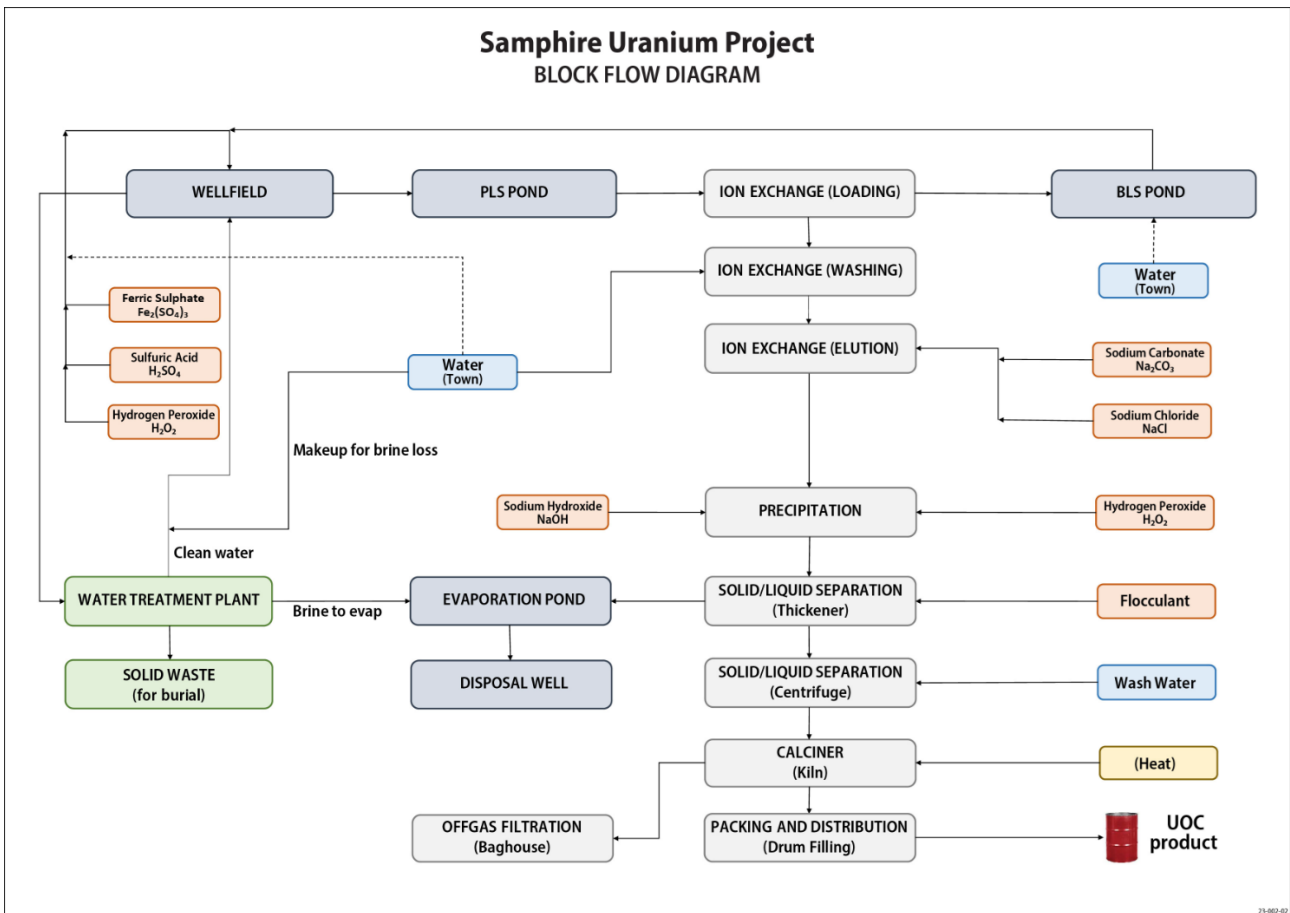 Samphire Uranium Project
BLOCK FLOW DIAGRAM
WELLFIELD
PLS POND
ION EXCHANGE (LOADING)
BLS POND
ION EXCHANGE (WASHING)
Water
(Town)
Ferric Sulphate
Fe₂(SO₄)₃
ION EXCHANGE (ELUTION)
Sulfuric Acid
H₂SO₄
Water
(Town)
Sodium Carbonate
Na₂CO₃
Hydrogen Peroxide
H₂O₂
Sodium Chloride
NaCl
Makeup for brine loss
Sodium Hydroxide
NaOH
PRECIPITATION
Hydrogen Peroxide
H₂O₂
Clean water
WATER TREATMENT PLANT
Brine to evap
EVAPORATION POND
SOLID/LIQUID SEPARATION
(Thickener)
Flocculant
SOLID WASTE
(for burial)
DISPOSAL WELL
SOLID/LIQUID SEPARATION
(Centrifuge)
Wash Water
CALCINER
(Kiln)
(Heat)
OFFGAS FILTRATION
(Baghouse)
PACKING AND DISTRIBUTION
(Drum Filling)
UOC
product
23-002-02